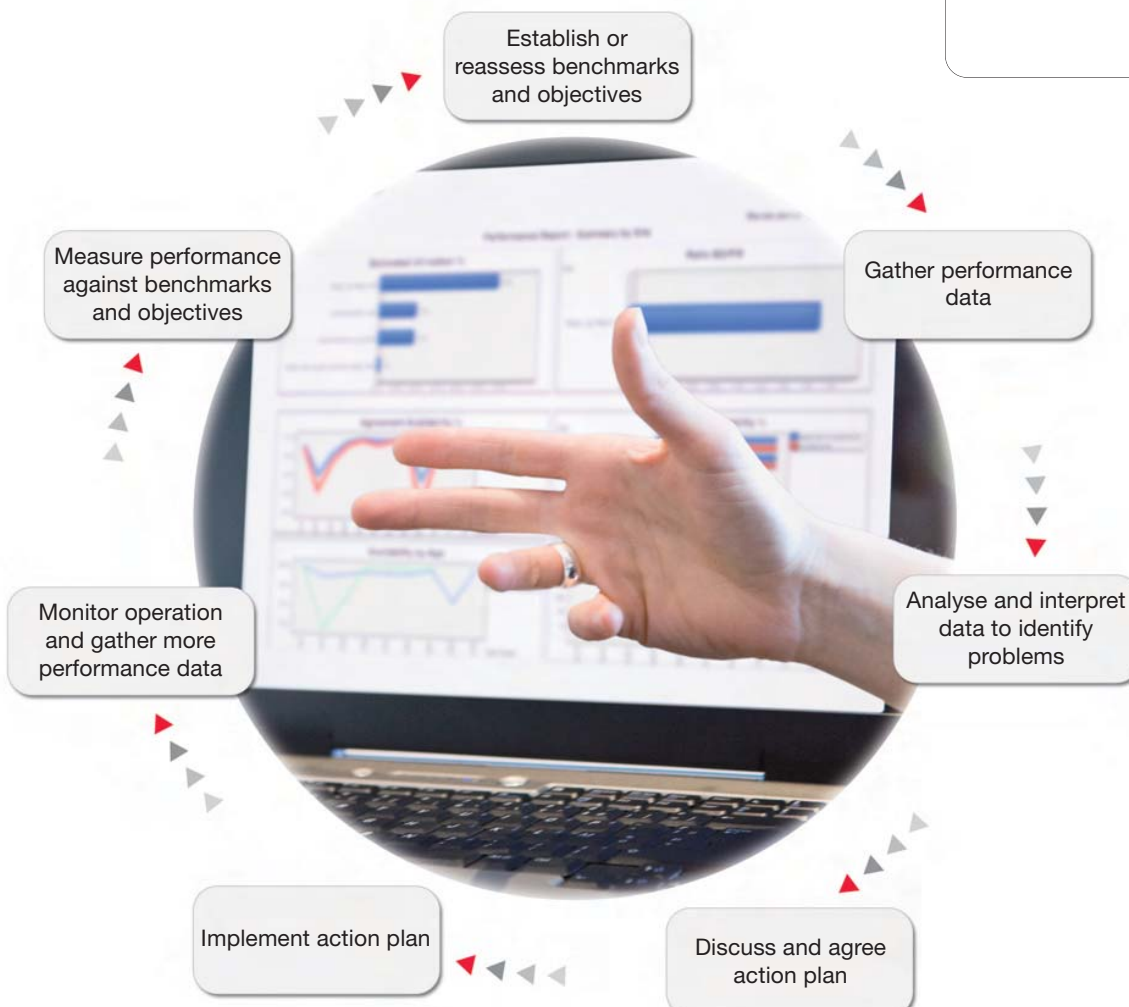 Establish or
reassess benchmarks
and objectives
Gather performance
data
Analyse and interpret
data to identify
problems
Discuss and agree
action plan
Implement action plan
Monitor operation
and gather more
performance data
Measure performance
against benchmarks
and objectives